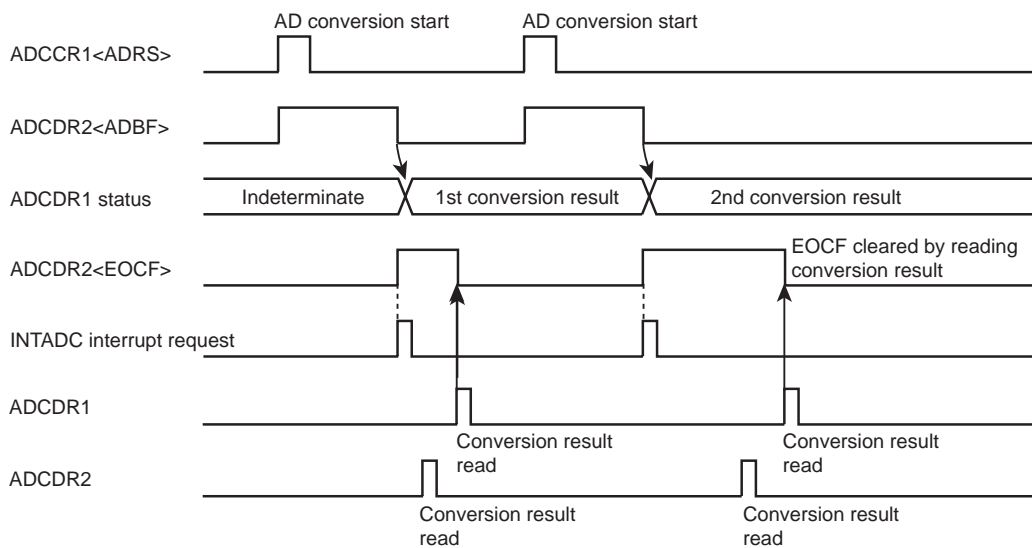 AD conversion start
AD conversion start
ADCCR1<ADRS>
ADCDR2<ADBF>
ADCDR1 status
Indeterminate
1st conversion result
2nd conversion result
ADCDR2<EOCF>
EOCF cleared by reading
conversion result
INTADC interrupt request
ADCDR1
Conversion result
read
Conversion result
read
ADCDR2
Conversion result
read
Conversion result
read